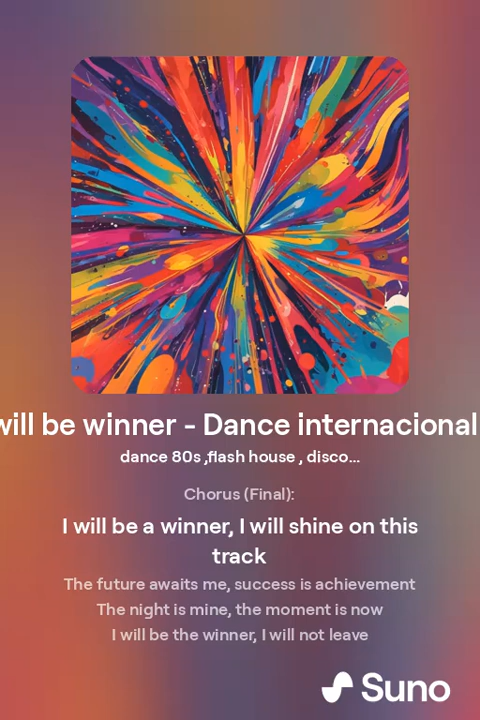 will be winner - Dance internacional
dance 80s ,flash house , disco...
Chorus (Final):
I will be a winner, I will shine on this
track
The future awaits me, success is achievement
The night is mine, the moment is now
I will be the winner, I will not leave
Suno